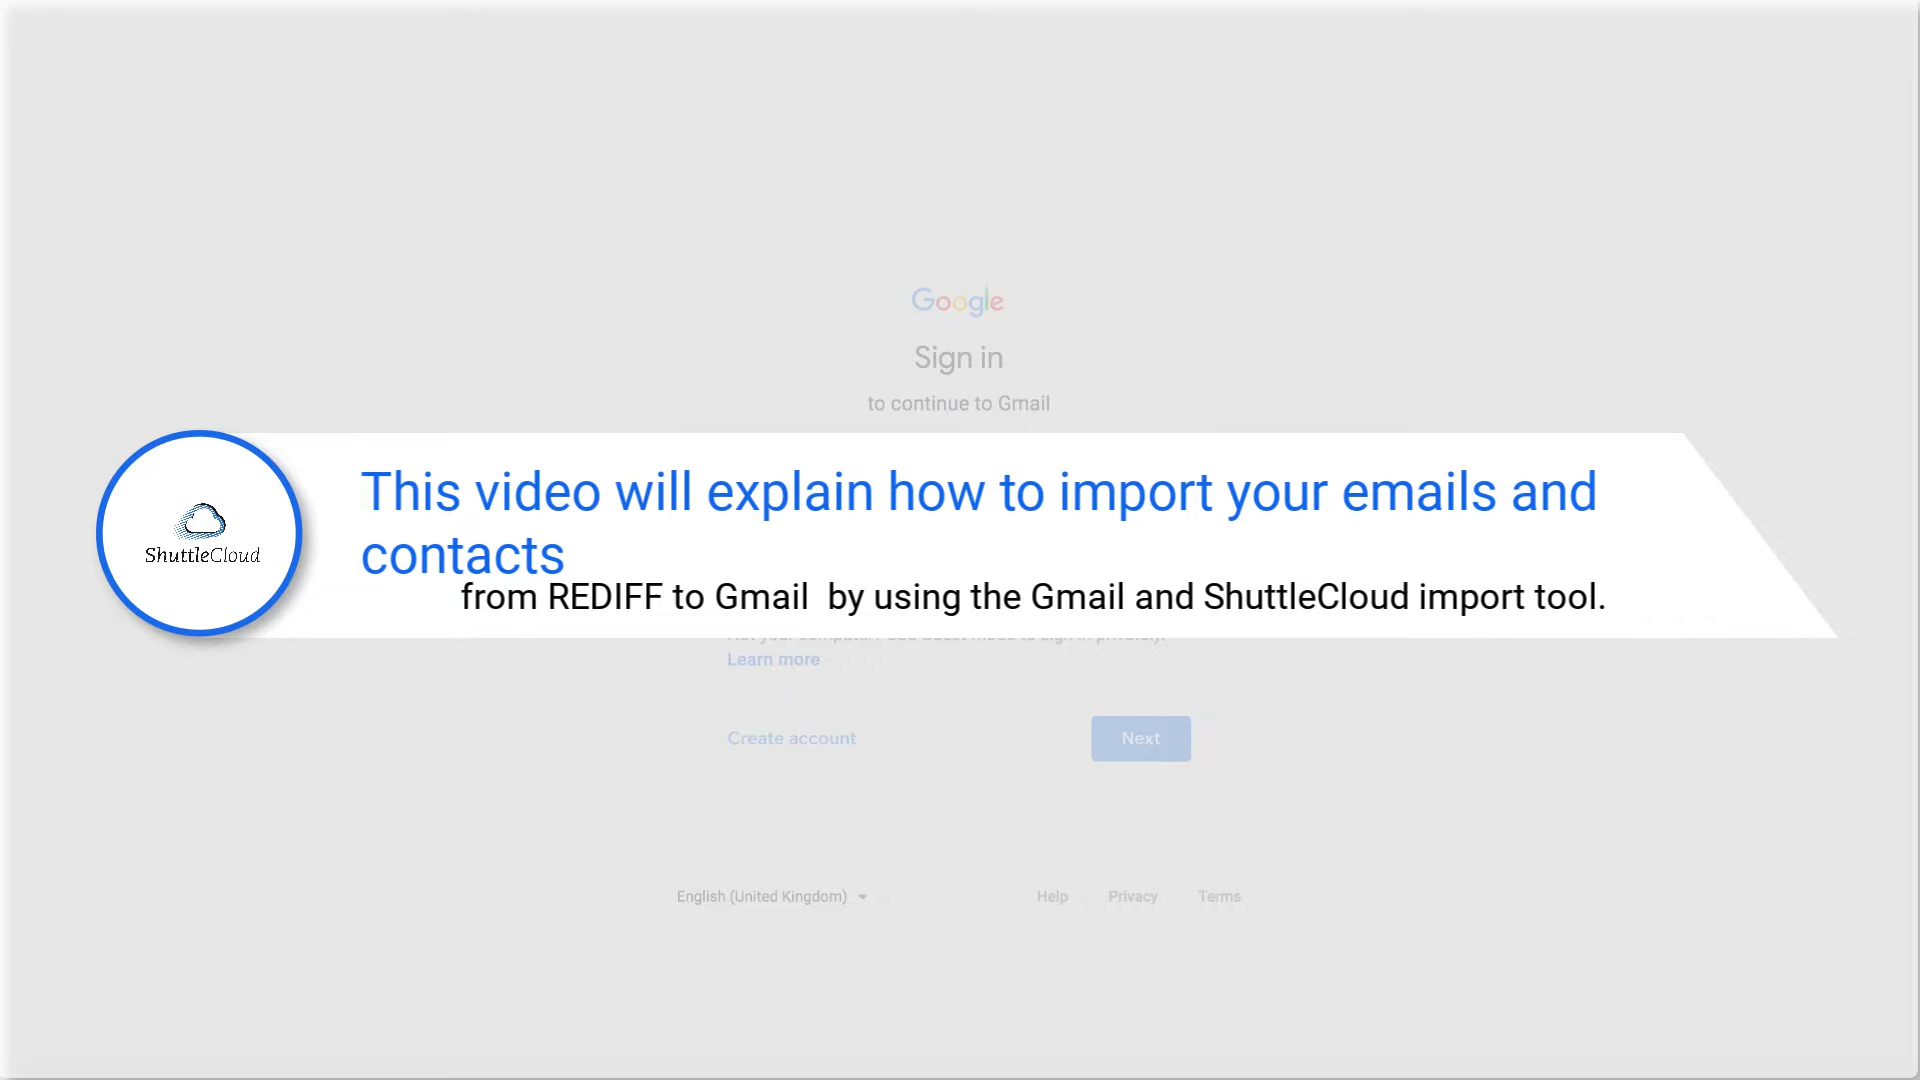 Google
Sign in
to continue to Gmail
This video will explain how to import your emails and
contacts
ShuttleCloud
from REDIFF to Gmail by using the Gmail and ShuttleCloud import tool.
Learn more
Create account
Next
English (United Kingdom)
Help
Privacy
Terms